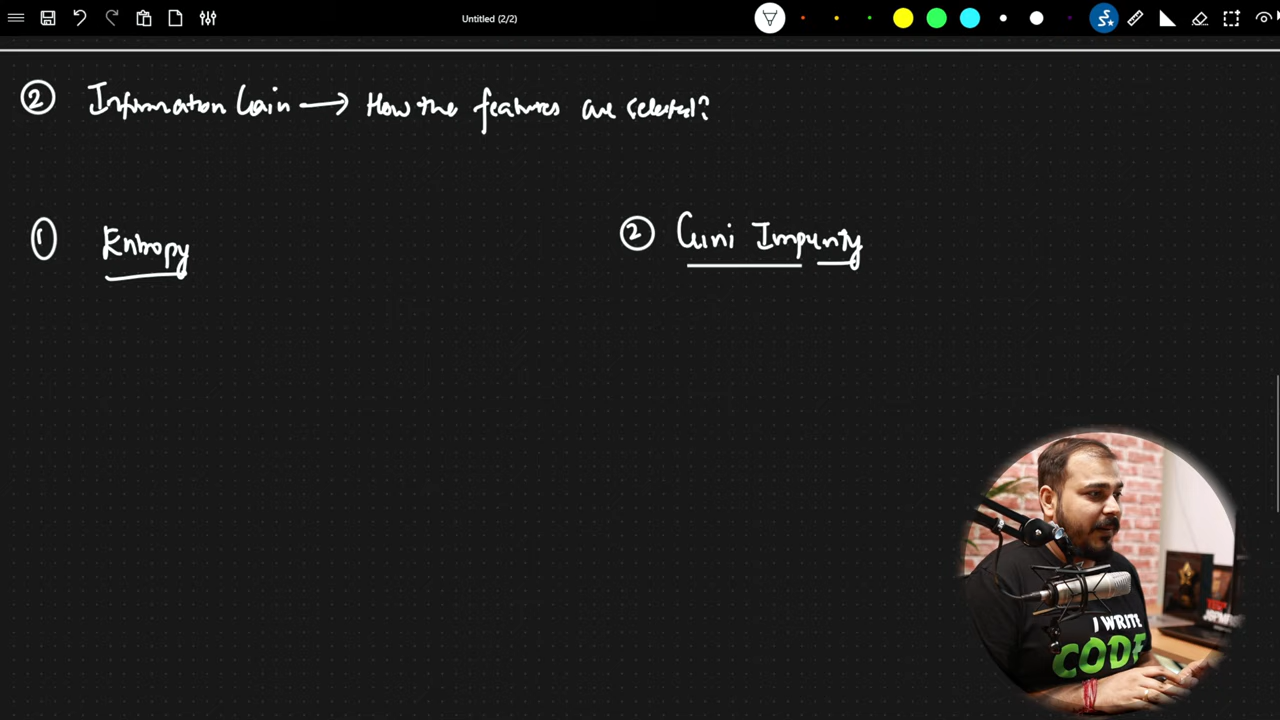 Untitled (2/2)
② Information Gain → How the features are selected?
① Entropy
② Gini Impurity
I WRITE
CODE